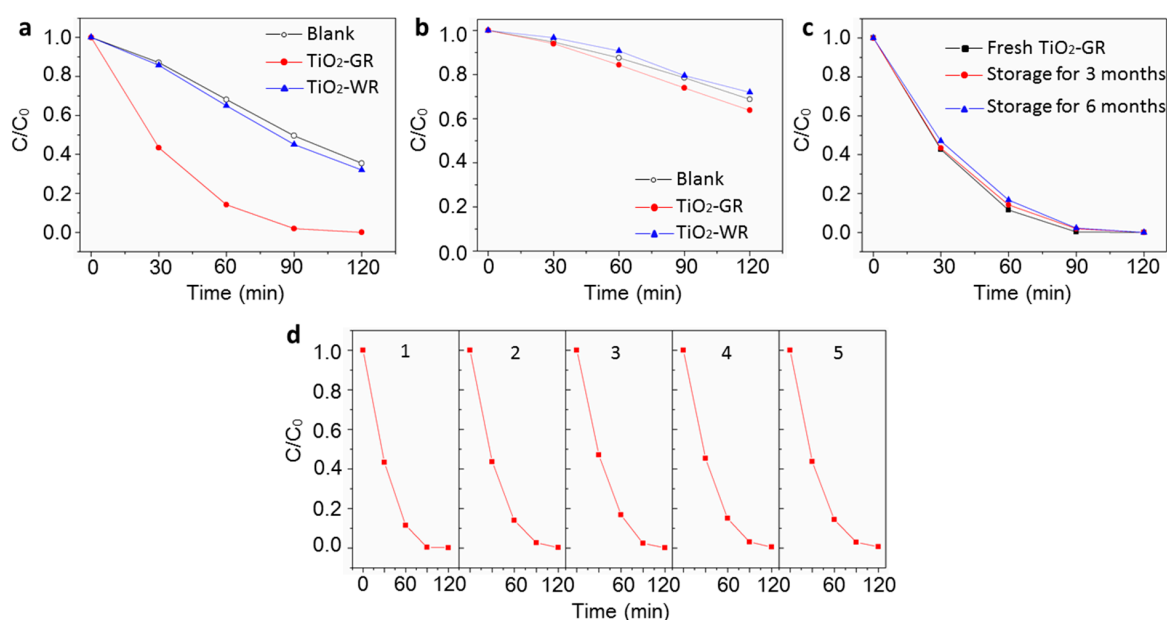 a
1.0
0.8
0.6
0.4
0.2
0.0
C/C₀
0 30 60 90 120
Time (min)
Blank
TiO₂-GR
TiO₂-WR
b
1.0
0.8
0.6
0.4
0.2
0.0
C/C₀
0 30 60 90 120
Time (min)
Blank
TiO₂-GR
TiO₂-WR
c
1.0
0.8
0.6
0.4
0.2
0.0
C/C₀
0 30 60 90 120
Time (min)
Fresh TiO₂-GR
Storage for 3 months
Storage for 6 months
d
1 2 3 4 5
1.0
0.8
0.6
0.4
0.2
0.0
C/C₀
0 60 120 60 120 60 120 60 120 60 120
Time (min)